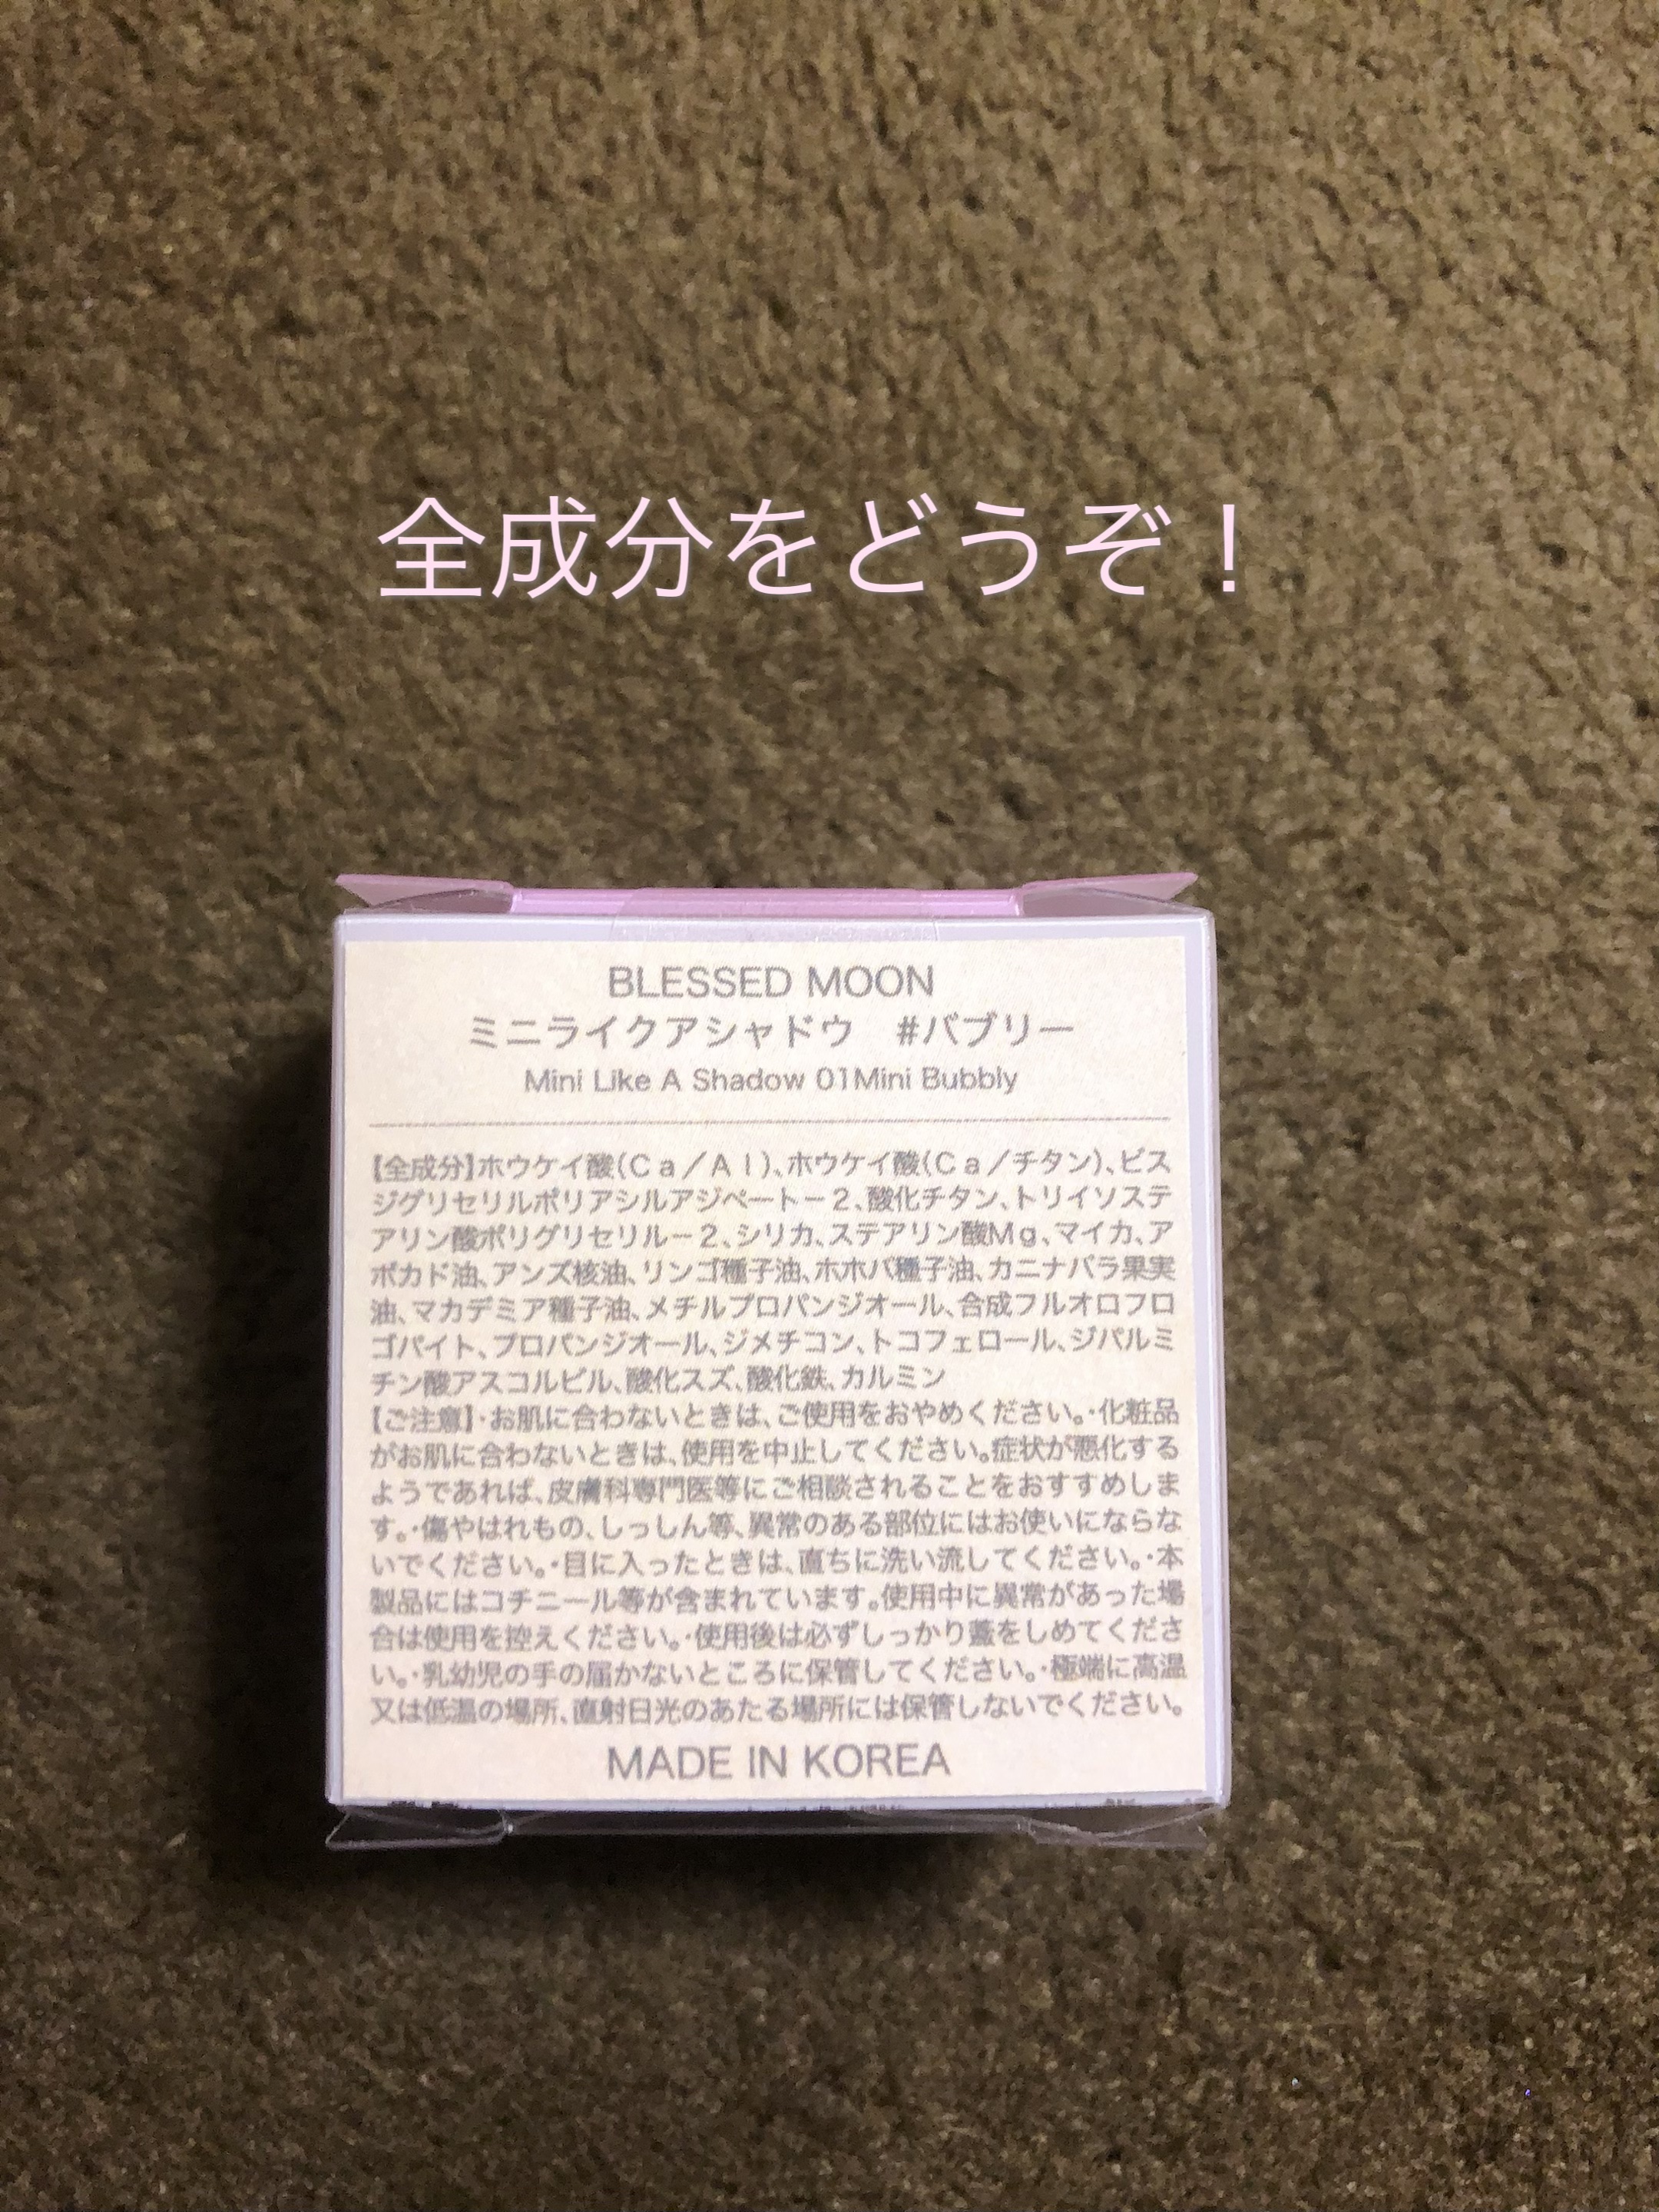 全成分をどうぞ！
BLESSED MOON
ミニライクアシャドウ　#バブリー
Mini Like A Shadow 01Mini Bubbly
【全成分】ホウケイ酸(Ｃａ／Ａｌ)、ホウケイ酸(Ｃａ／チタン)、ビス
ジグリセリルポリアシルアジペート－２、酸化チタン、トリイソステ
アリン酸ポリグリセリル－２、シリカ、ステアリン酸Ｍｇ、マイカ、ア
ボカド油、アンズ核油、リンゴ種子油、ホホバ種子油、カニナバラ果実
油、マカデミア種子油、メチルプロパンジオール、合成フルオロフロ
ゴパイト、プロパンジオール、ジメチコン、トコフェロール、ジパルミ
チン酸アスコルビル、酸化スズ、酸化鉄、カルミン
【ご注意】・お肌に合わないときは、ご使用をおやめください。・化粧品
がお肌に合わないときは、使用を中止してください。症状が悪化する
ようであれば、皮膚科専門医等にご相談されることをおすすめしま
す。・傷やはれもの、しっしん等、異常のある部位にはお使いにならな
いでください。・目に入ったときは、直ちに洗い流してください。・本
製品にはコチニール等が含まれています。使用中に異常があった場
合は使用を控えください。・使用後は必ずしっかり蓋をしめてくださ
い。・乳幼児の手の届かないところに保管してください。・極端に高温
又は低温の場所、直射日光のあたる場所には保管しないでください。
MADE IN KOREA